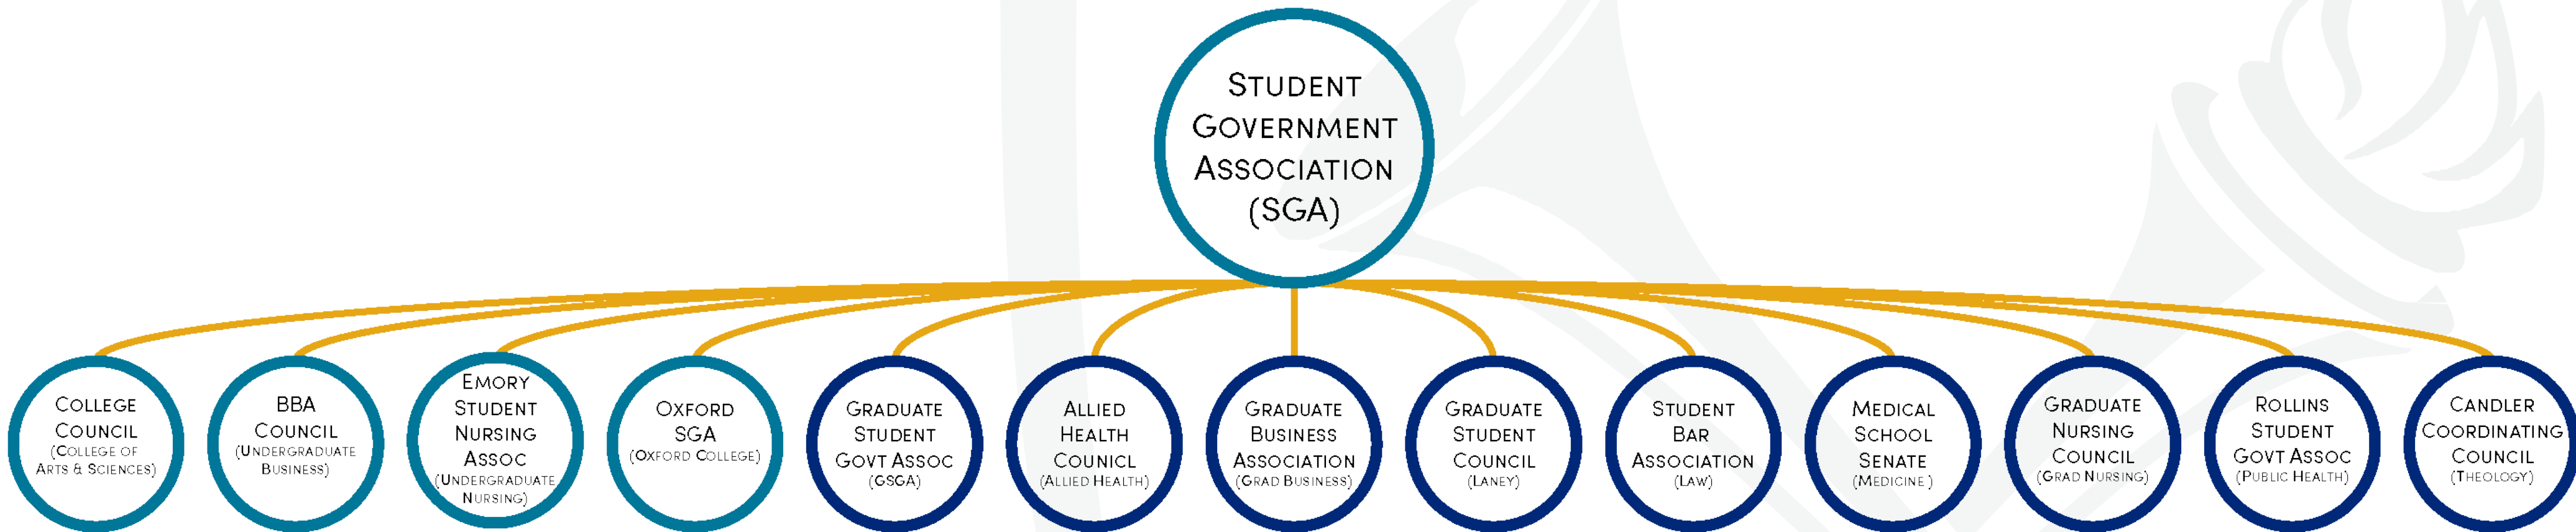 STUDENT
GOVERNMENT
ASSOCIATION
(SGA)
COLLEGE
COUNCIL
(COLLEGE OF
ARTS & SCIENCES)
BBA
COUNCIL
(UNDERGRADUATE
BUSINESS)
EMORY
STUDENT
NURSING
ASSOC
(UNDERGRADUATE
NURSING)
OXFORD
SGA
(OXFORD COLLEGE)
GRADUATE
STUDENT
GOVT ASSOC
(GSGA)
ALLIED
HEALTH
COUNICL
(ALLIED HEALTH)
GRADUATE
BUSINESS
ASSOCIATION
(GRAD BUSINESS)
GRADUATE
STUDENT
COUNCIL
(LANEY)
STUDENT
BAR
ASSOCIATION
(LAW)
MEDICAL
SCHOOL
SENATE
(MEDICINE)
GRADUATE
NURSING
COUNCIL
(GRAD NURSING)
ROLLINS
STUDENT
GOVT ASSOC
(PUBLIC HEALTH)
CANDLER
COORDINATING
COUNCIL
(THEOLOGY)